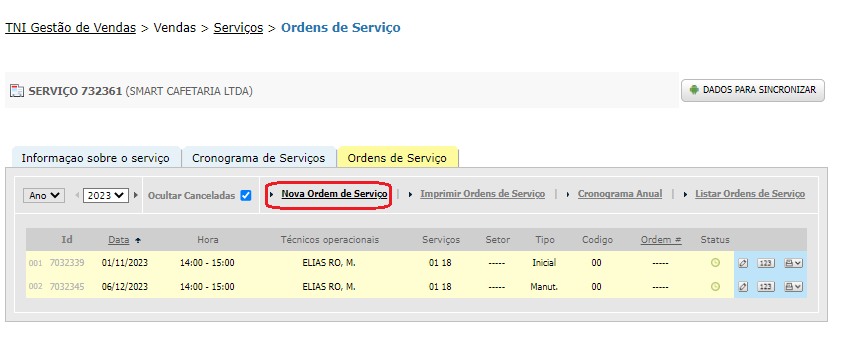 TNI Gestão de Vendas > Vendas > Serviços > Ordens de Serviço
SERVIÇO 732361 (SMART CAFETARIA LTDA)
DADOS PARA SINCRONIZAR
Informaçao sobre o serviço Cronograma de Serviços Ordens de Serviço
Ano 2023 Ocultar Canceladas Nova Ordem de Serviço | Imprimir Ordens de Serviço | Cronograma Anual | Listar Ordens de Serviço
Id Data Hora Técnicos operacionais Serviços Setor Tipo Codigo Ordem # Status
001 7032339 01/11/2023 14:00 - 15:00 ELIAS RO, M. 01 18 ----- Inicial 00 ----- 123
002 7032345 06/12/2023 14:00 - 15:00 ELIAS RO, M. 01 18 ----- Manut. 00 ----- 123